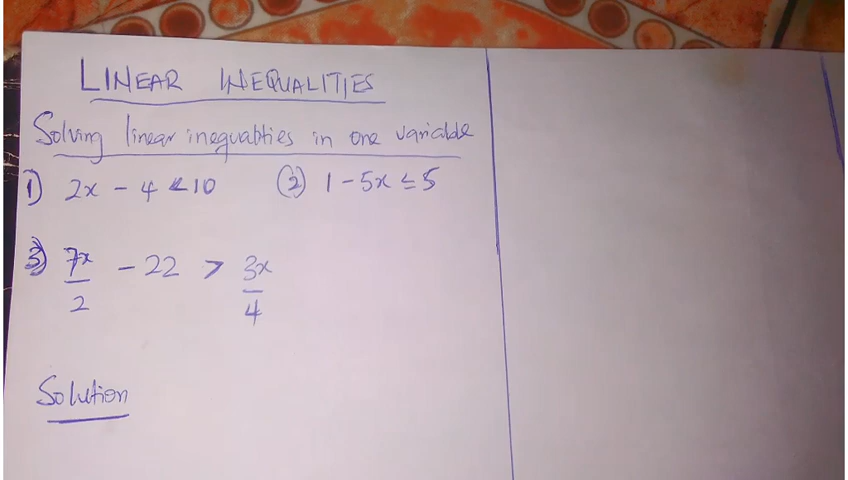 LINEAR INEQUALITIES
Solving linear inequalities in one variable
1) 2x - 4 < 10 (2) 1 - 5x ≤ 5
3) 7x/2 - 22 > 3x/4
Solution